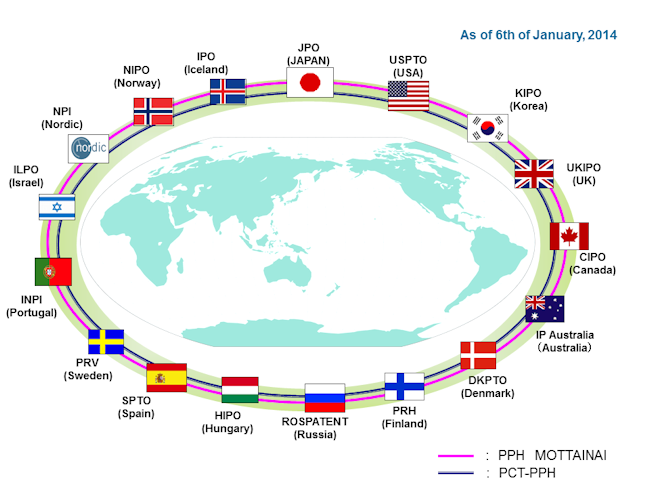 As of 6th of January, 2014
JPO
(JAPAN)
USPTO
(USA)
KIPO
(Korea)
UKIPO
(UK)
CIPO
(Canada)
IP Australia
(Australia)
DKPTO
(Denmark)
PRH
(Finland)
ROSPATENT
(Russia)
HIPO
(Hungary)
SPTO
(Spain)
PRV
(Sweden)
INPI
(Portugal)
ILPO
(Israel)
NPI
(Nordic)
nordic
NIPO
(Norway)
IPO
(Iceland)
: PPH MOTTAINAI
: PCT-PPH